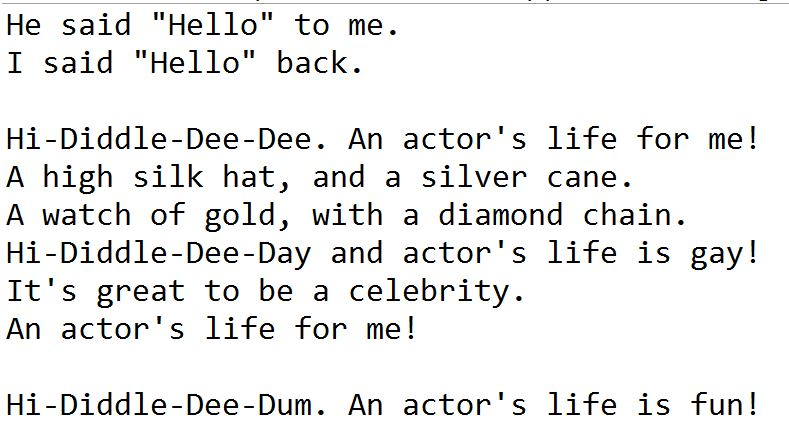 He said "Hello" to me.
I said "Hello" back.
Hi-Diddle-Dee-Dee. An actor's life for me!
A high silk hat, and a silver cane.
A watch of gold, with a diamond chain.
Hi-Diddle-Dee-Day and actor's life is gay!
It's great to be a celebrity.
An actor's life for me!
Hi-Diddle-Dee-Dum. An actor's life is fun!